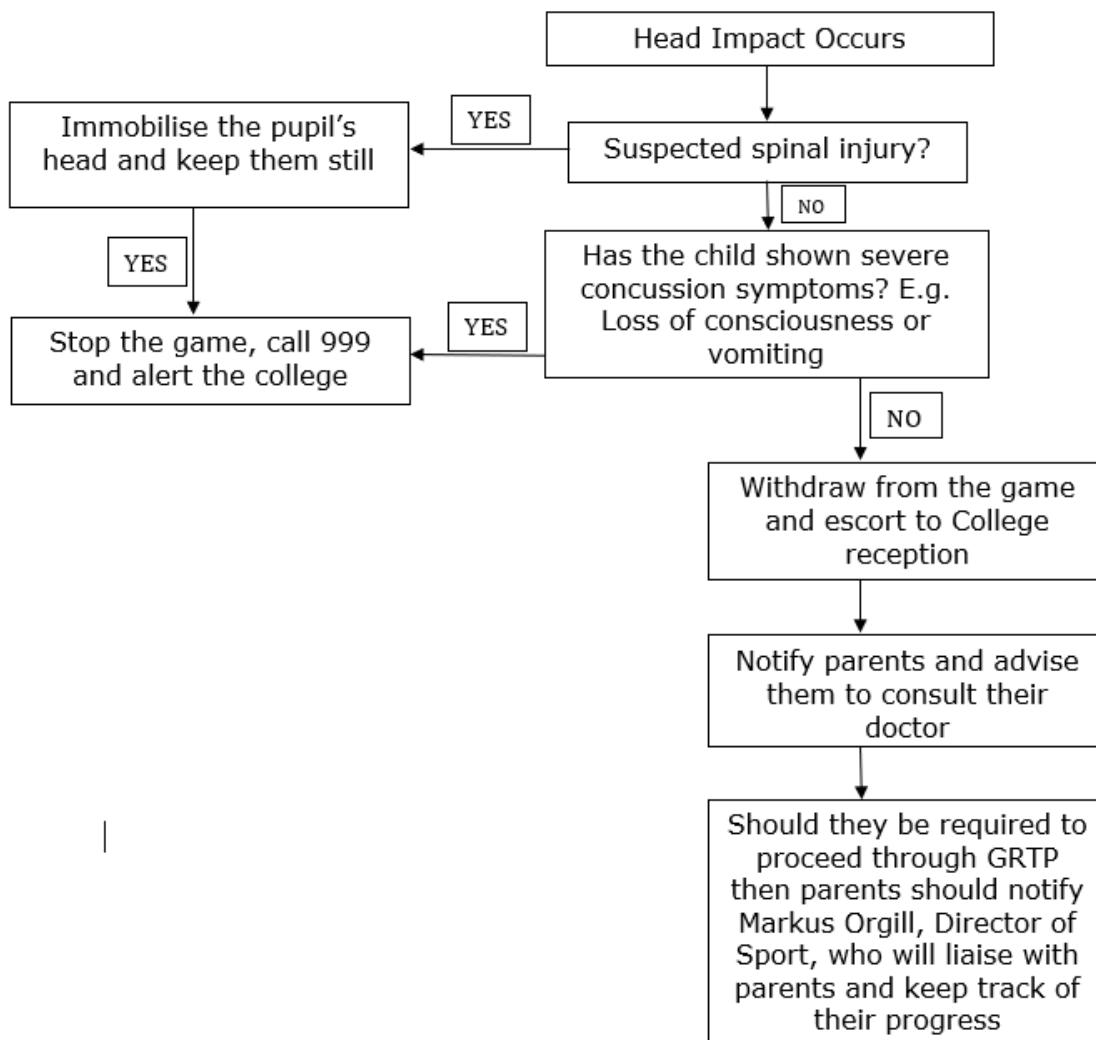 Head Impact Occurs
YES
Immobilise the pupil's
head and keep them still
Suspected spinal injury?
NO
YES
Has the child shown severe
concussion symptoms? E.g.
Loss of consciousness or
vomiting
YES
Stop the game, call 999
and alert the college
NO
Withdraw from the game
and escort to College
reception
Notify parents and advise
them to consult their
doctor
Should they be required to
proceed through GRTP
then parents should notify
Markus Orgill, Director of
Sport, who will liaise with
parents and keep track of
their progress